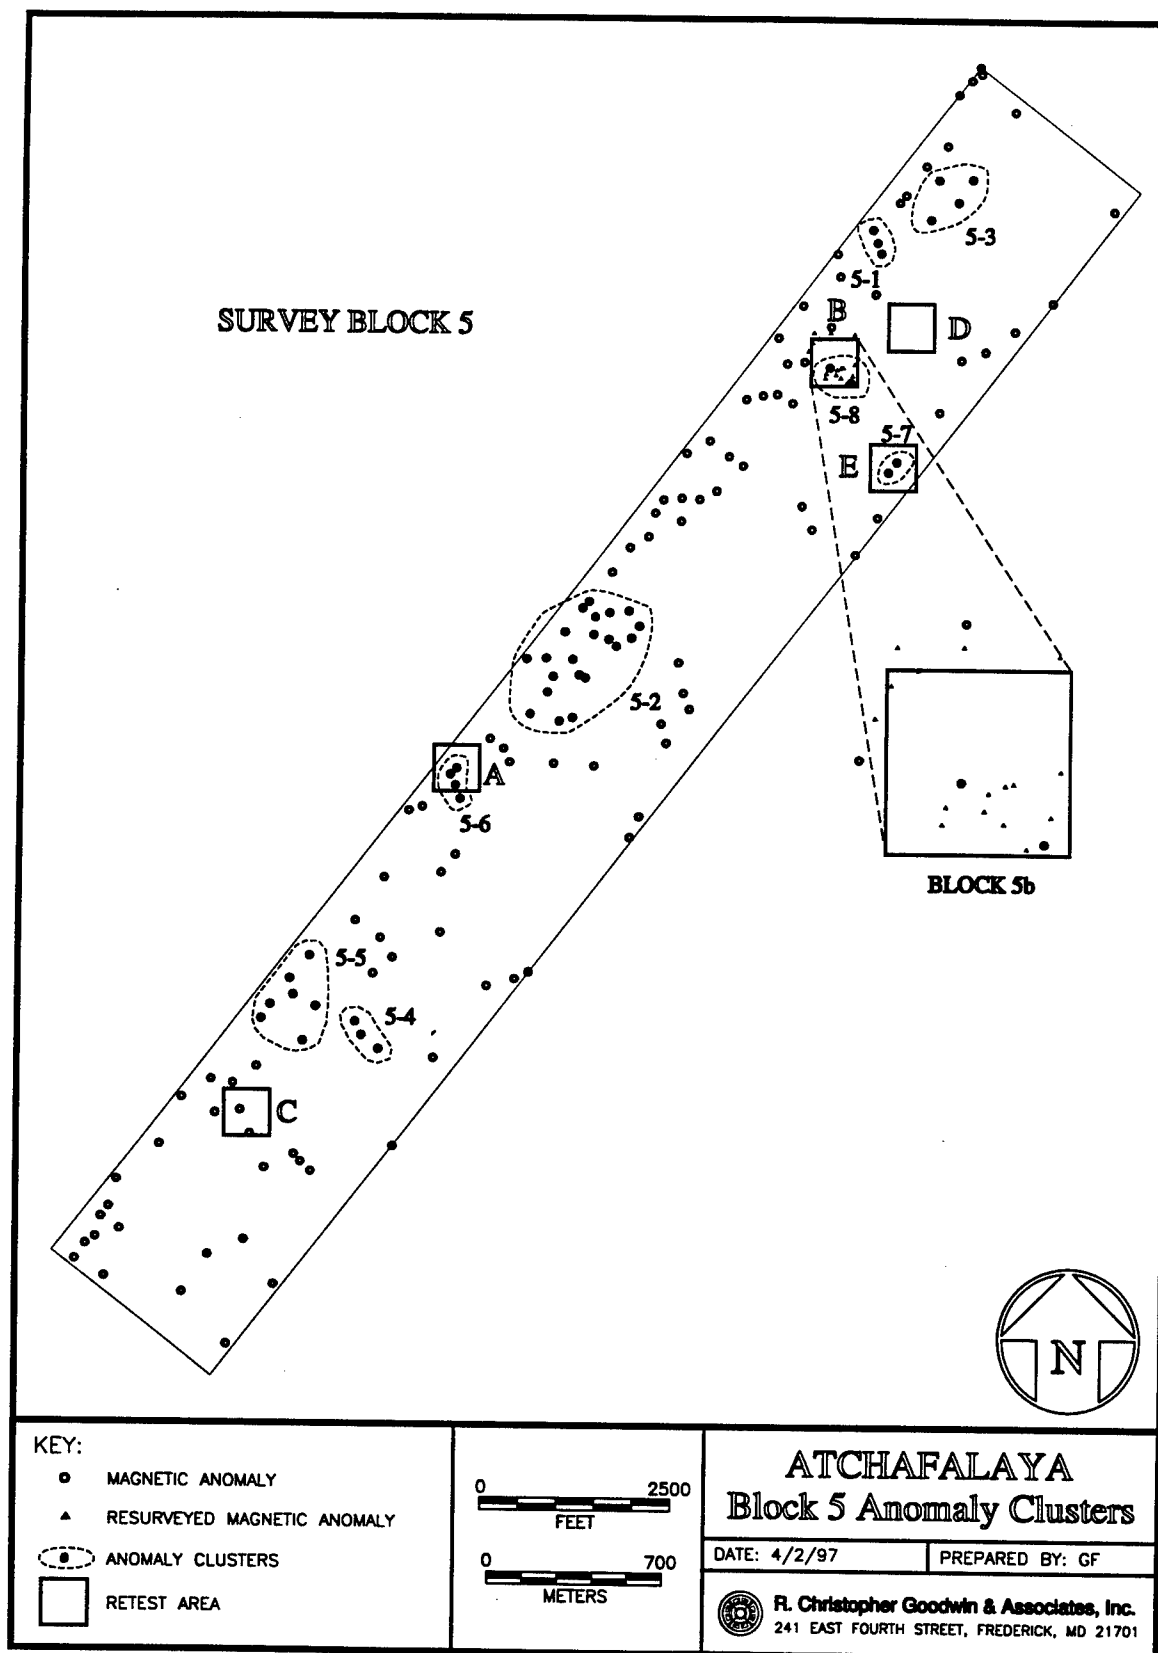 SURVEY BLOCK 5
5-3
5-1
B
D
5-8
5-7
E
5-2
A
5-6
BLOCK 5b
5-5
5-4
C
N
KEY:
MAGNETIC ANOMALY
RESURVEYED MAGNETIC ANOMALY
ANOMALY CLUSTERS
RETEST AREA
0 2500
FEET
0 700
METERS
ATCHAFALAYA
Block 5 Anomaly Clusters
DATE: 4/2/97
PREPARED BY: GF
R. Christopher Goodwin & Associates, Inc.
241 EAST FOURTH STREET, FREDERICK, MD 21701